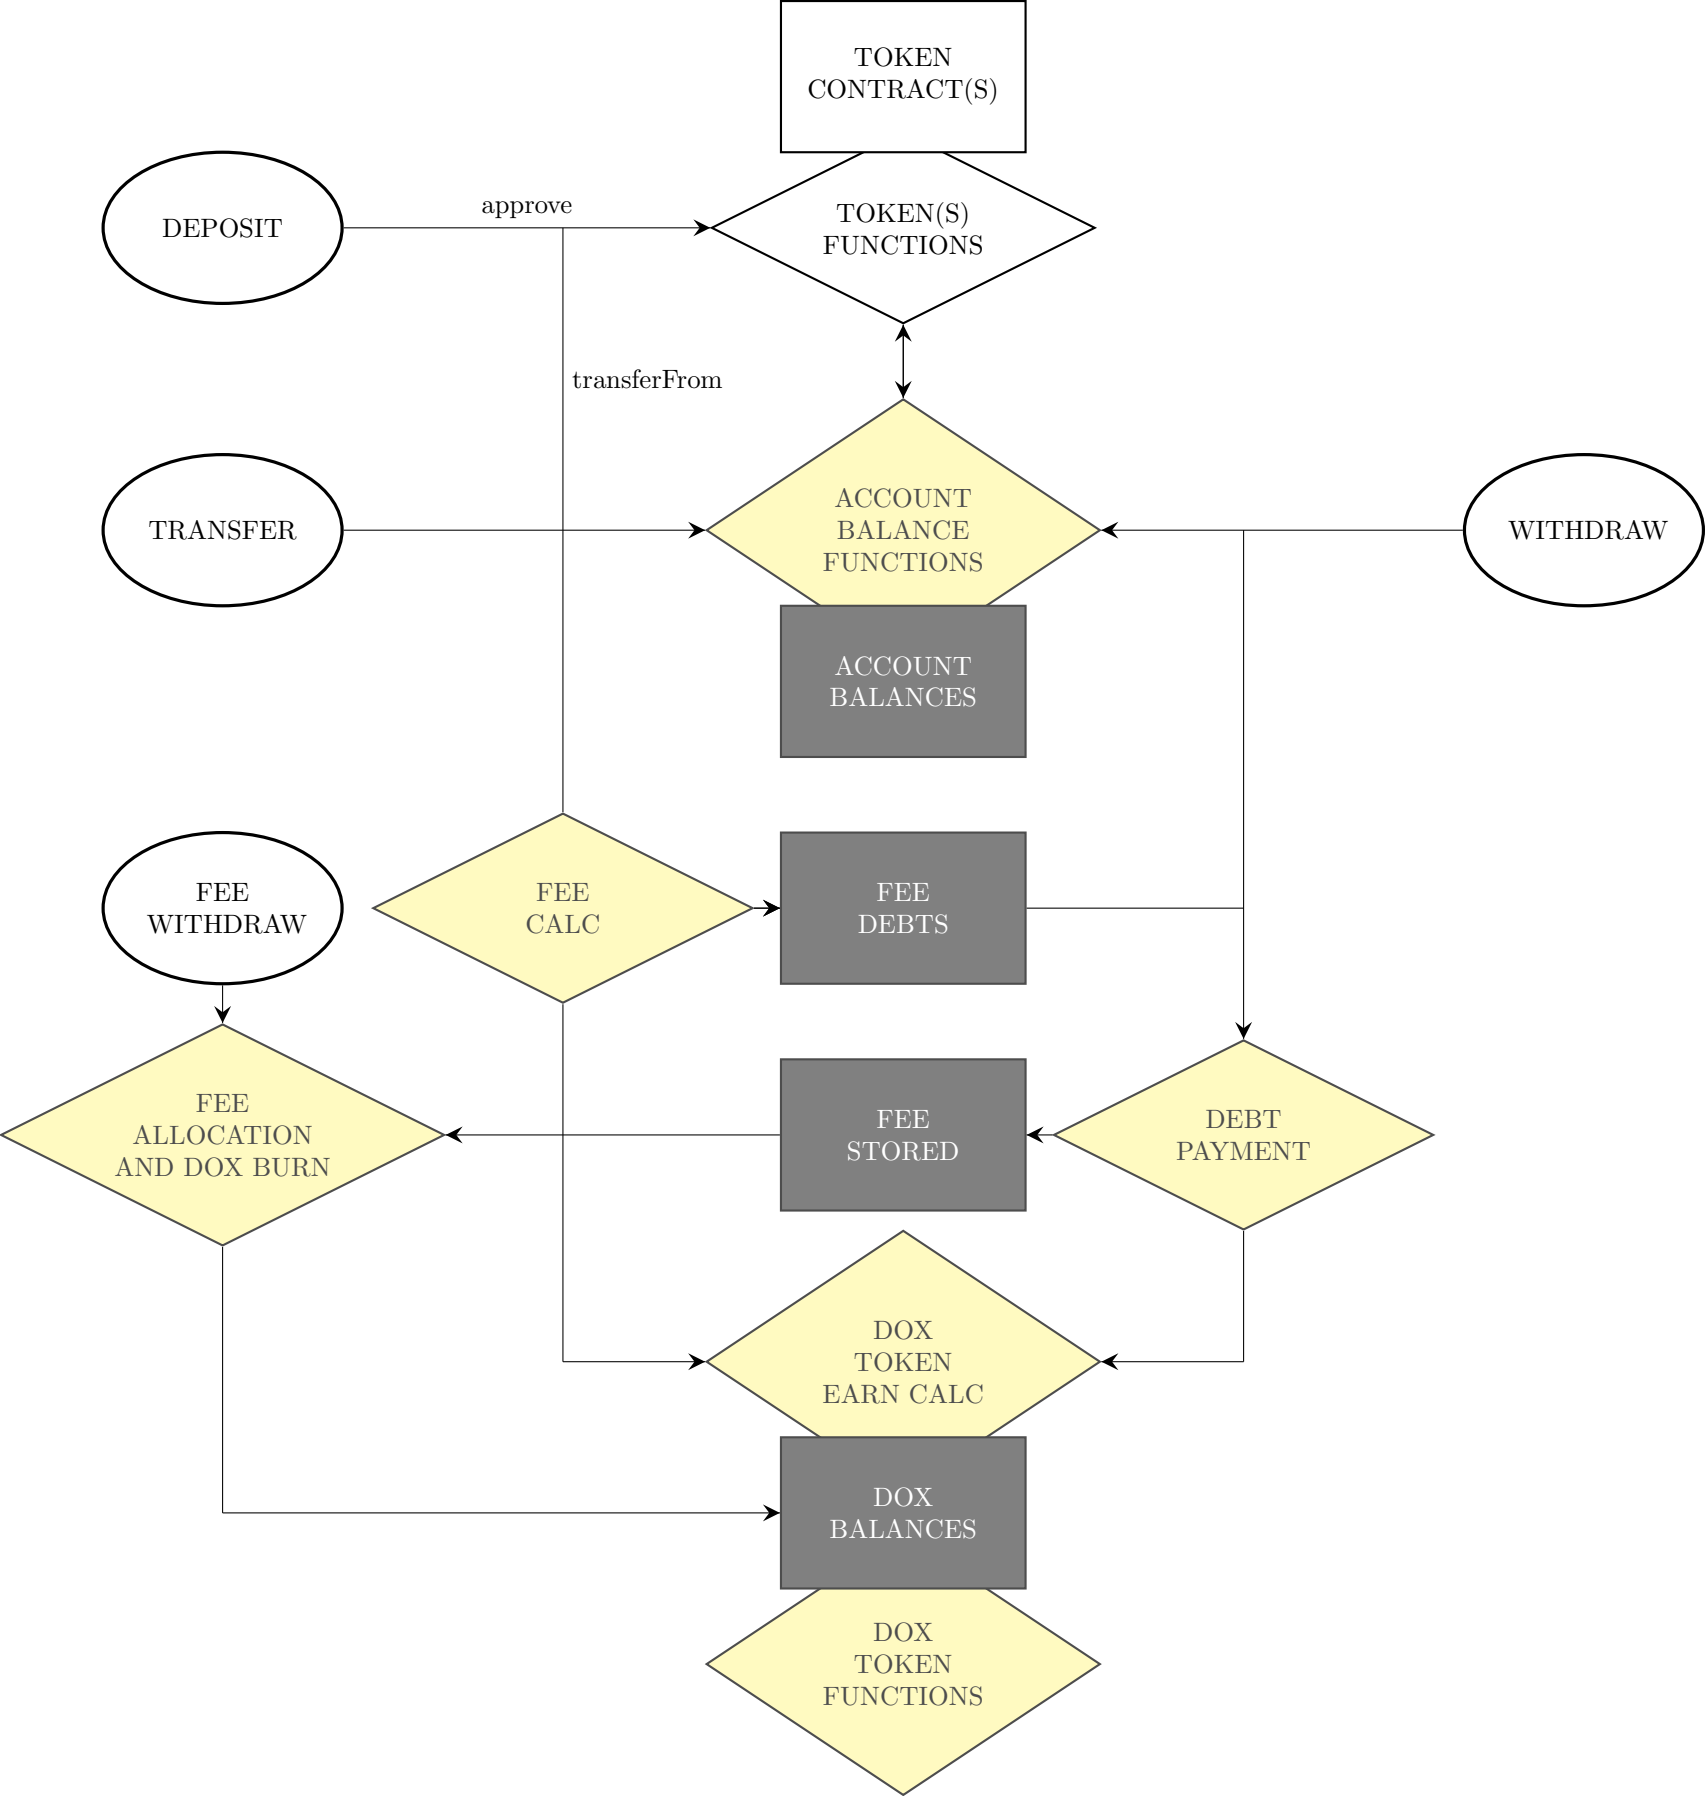 TOKEN
CONTRACT(S)
DEPOSIT
approve
TOKEN(S)
FUNCTIONS
transferFrom
TRANSFER
ACCOUNT
BALANCE
FUNCTIONS
WITHDRAW
ACCOUNT
BALANCES
FEE
WITHDRAW
FEE
CALC
FEE
DEBTS
FEE
ALLOCATION
AND DOX BURN
FEE
STORED
DEBT
PAYMENT
DOX
TOKEN
EARN CALC
DOX
BALANCES
DOX
TOKEN
FUNCTIONS